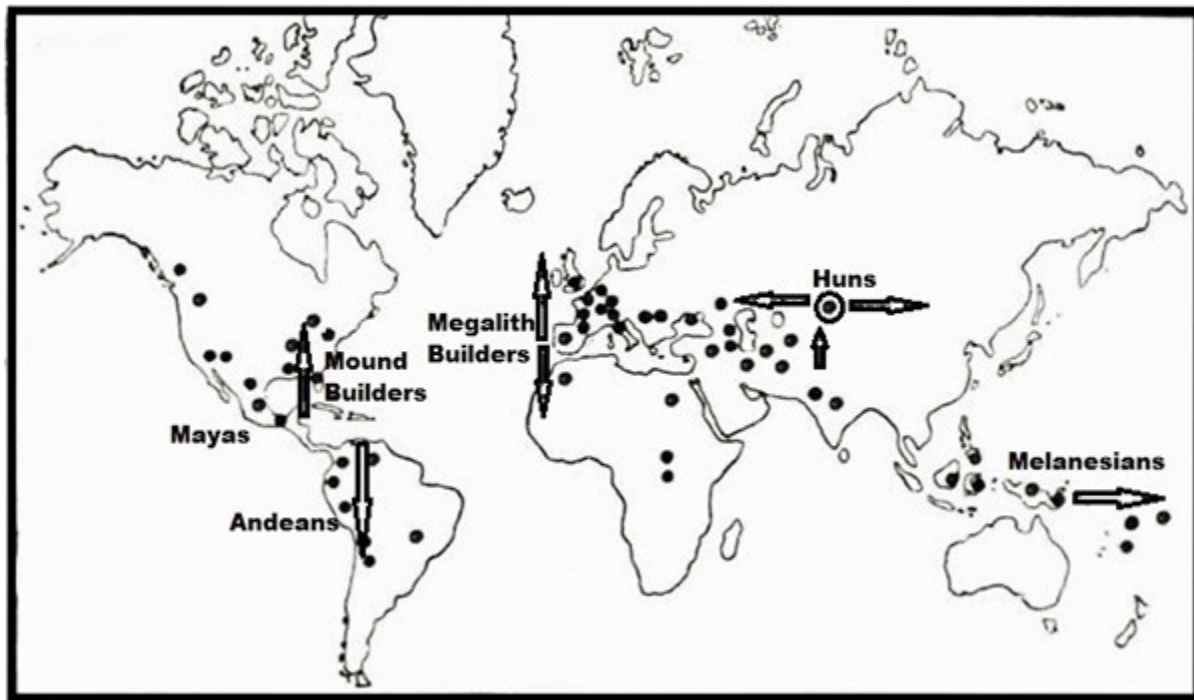 Huns
Megalith
Builders
Mound
Builders
Mayas
Melanesians
Andeans